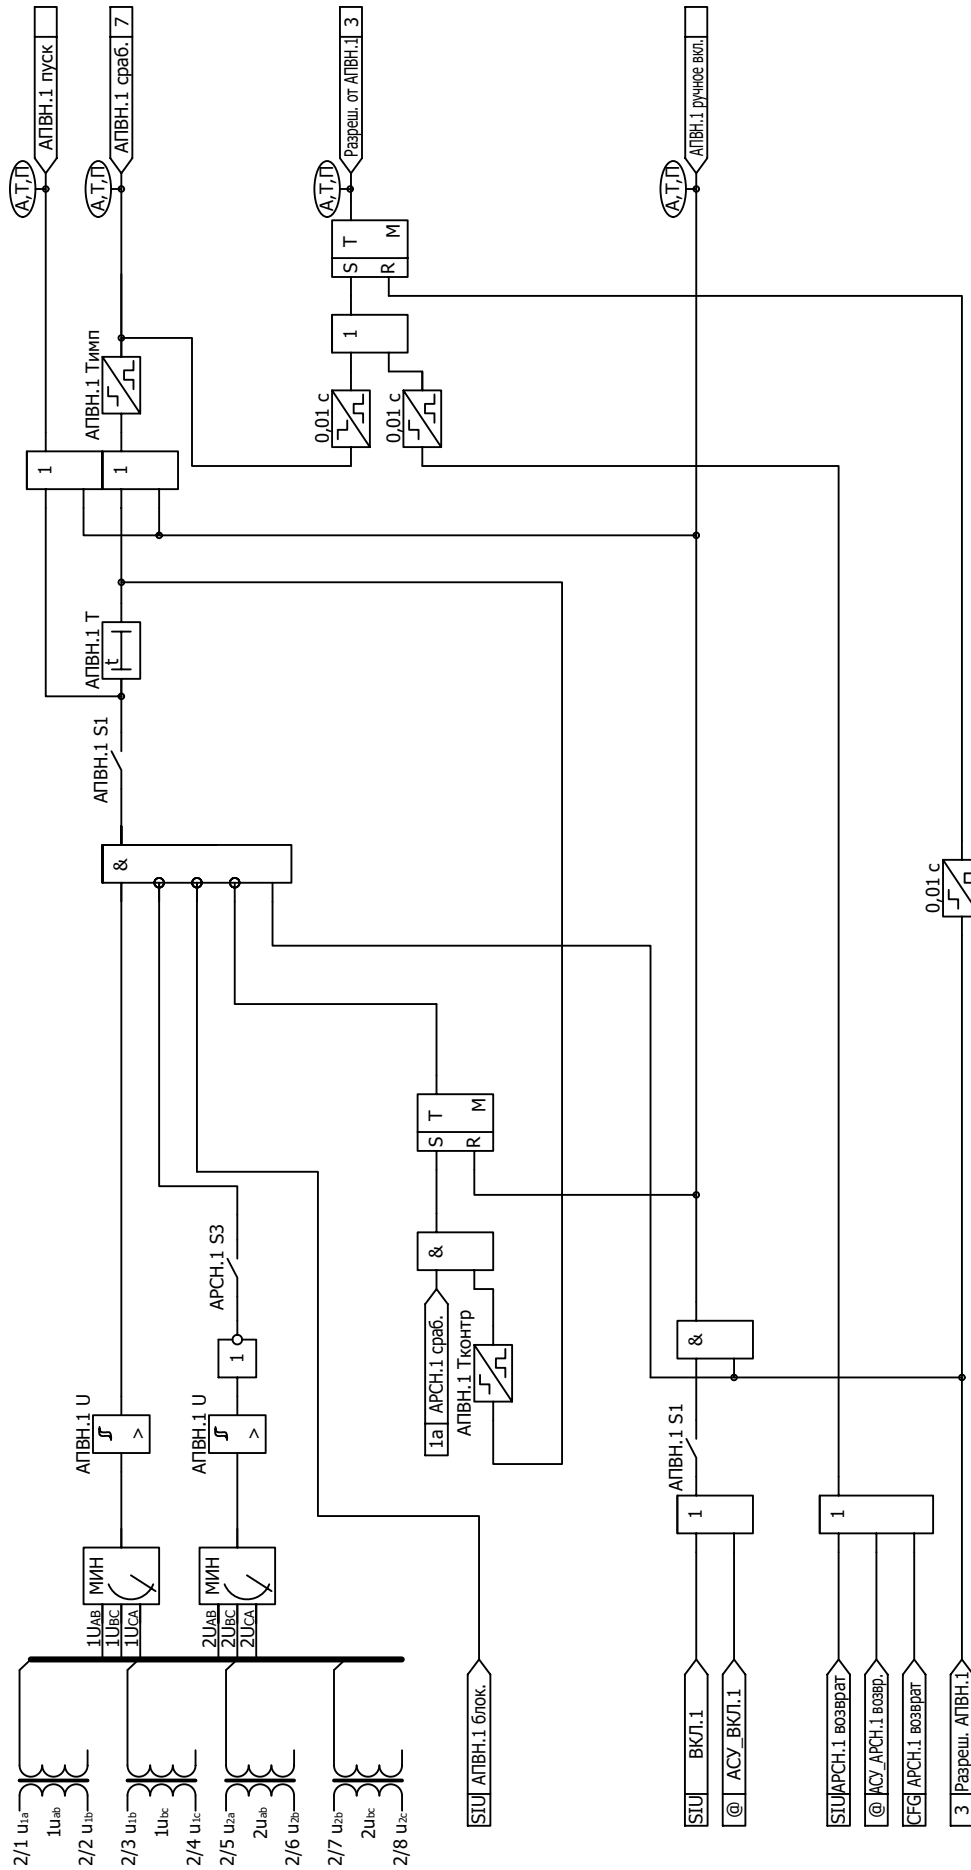 2/1 u1a
1uab
2/2 u1b
2/3 u1b
1ubc
2/4 u1c
2/5 u2a
2uab
2/6 u2b
2/7 u2b
2ubc
2/8 u2c
1UAB
1UBC
1UCA
МИН
2UAB
2UBC
2UCA
МИН
АПВН.1 U
>
АПВН.1 U
>
1
АРСН.1 S3
&
АПВН.1 S1
АПВН.1 T
t
1
1
АПВН.1 Тимп
А,Т,П
АПВН.1 пуск
А,Т,П
АПВН.1 сраб. 7
SIU АПВН.1 блок.
1а АРСН.1 сраб.
АПВН.1 Тконтр
&
S T
R M
0,01 с
0,01 с
1
S T
R M
А,Т,П
Разреш. от АПВН.1 3
SIU ВКЛ.1
@ АСУ_ВКЛ.1
1
АПВН.1 S1
&
А,Т,П
АПВН.1 ручное вкл.
SIU АРСН.1 возврат
@ АСУ_АРСН.1 возвр.
CFG АРСН.1 возврат
1
3 Разреш. АПВН.1
0,01 с